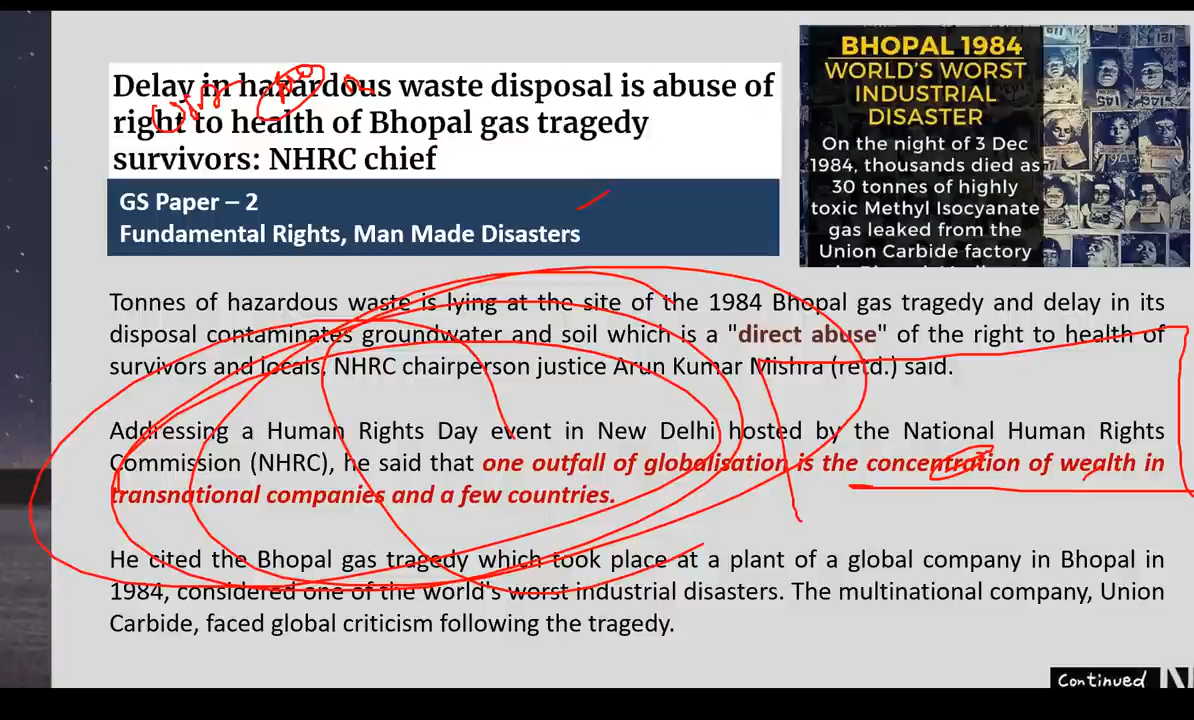 Delay in hazardous waste disposal is abuse of
right to health of Bhopal gas tragedy
survivors: NHRC chief
GS Paper – 2
Fundamental Rights, Man Made Disasters
BHOPAL 1984
WORLD'S WORST
INDUSTRIAL
DISASTER
On the night of 3 Dec
1984, thousands died as
30 tonnes of highly
toxic Methyl Isocyanate
gas leaked from the
Union Carbide factory
Tonnes of hazardous waste is lying at the site of the 1984 Bhopal gas tragedy and delay in its
disposal contaminates groundwater and soil which is a "direct abuse" of the right to health of
survivors and locals, NHRC chairperson justice Arun Kumar Mishra (retd.) said.
Addressing a Human Rights Day event in New Delhi hosted by the National Human Rights
Commission (NHRC), he said that one outfall of globalisation is the concentration of wealth in
transnational companies and a few countries.
He cited the Bhopal gas tragedy which took place at a plant of a global company in Bhopal in
1984, considered one of the world's worst industrial disasters. The multinational company, Union
Carbide, faced global criticism following the tragedy.
Continued